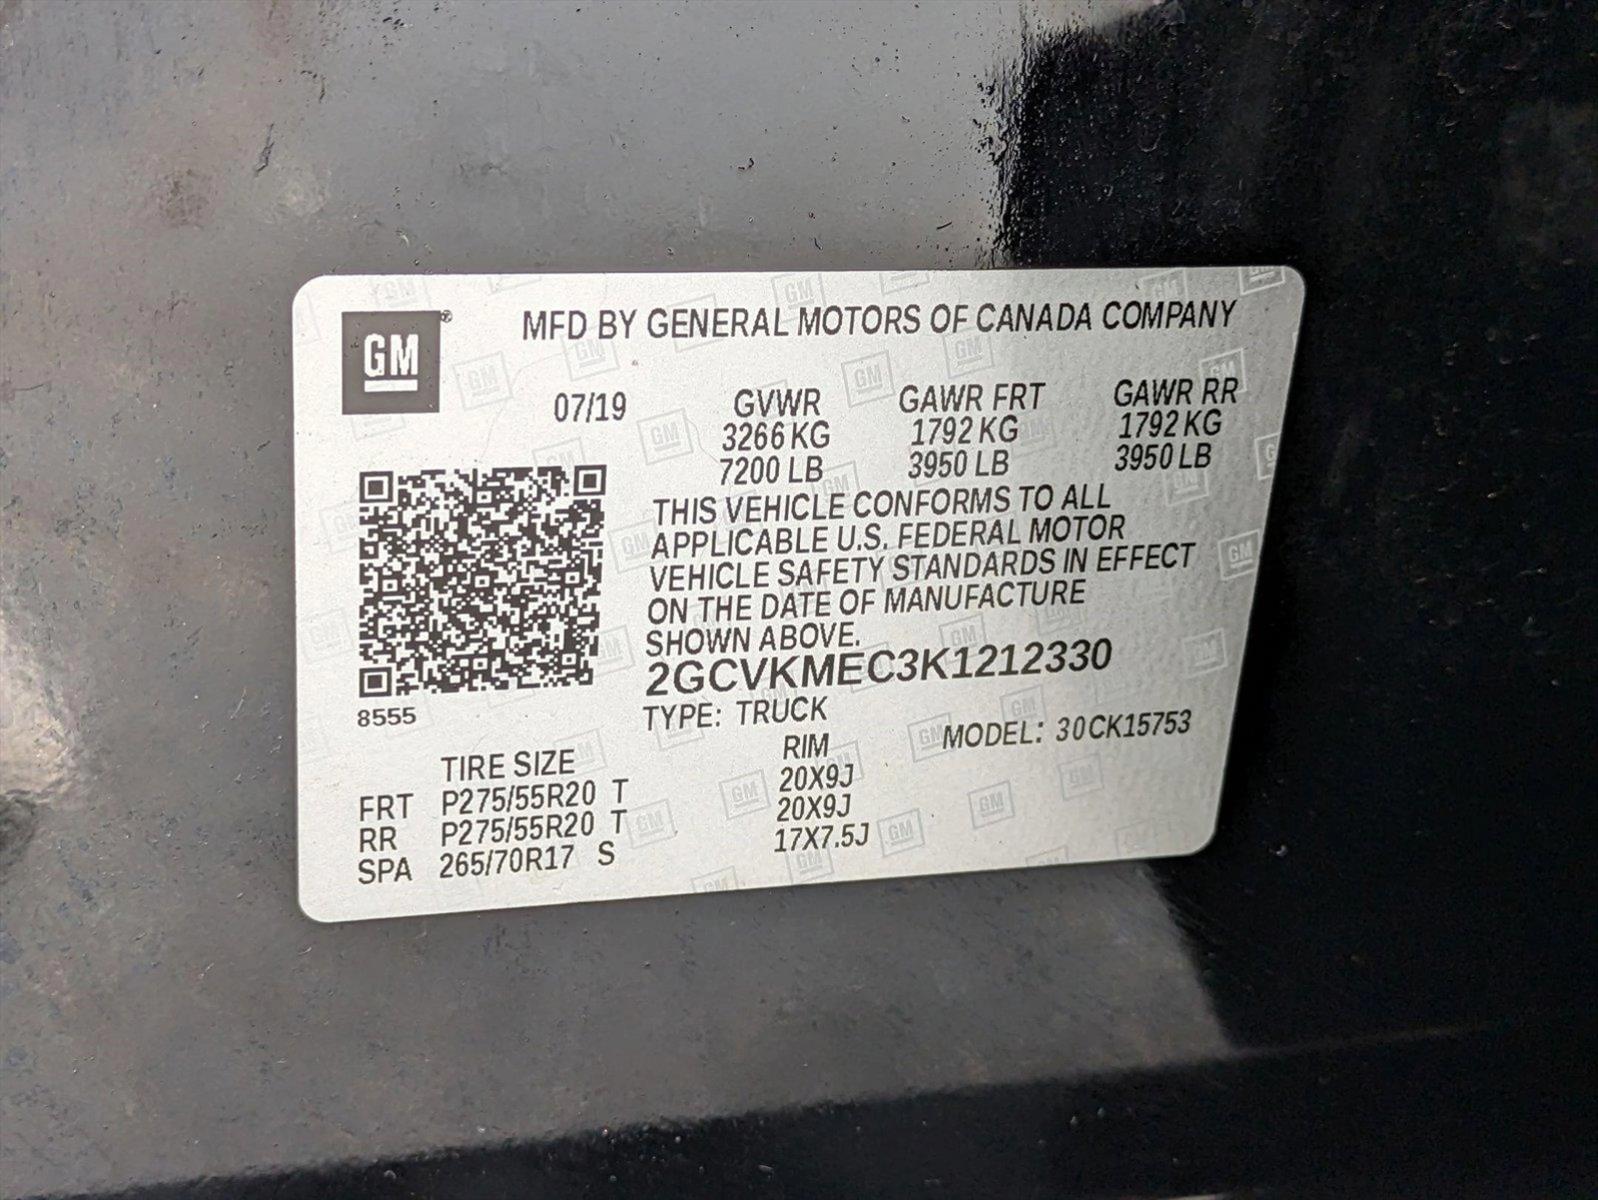 GM ®
MFD BY GENERAL MOTORS OF CANADA COMPANY
07/19 GVWR GAWR FRT GAWR RR
3266 KG 1792 KG 1792 KG
7200 LB 3950 LB 3950 LB
THIS VEHICLE CONFORMS TO ALL
APPLICABLE U.S. FEDERAL MOTOR
VEHICLE SAFETY STANDARDS IN EFFECT
ON THE DATE OF MANUFACTURE
SHOWN ABOVE.
2GCVKMEC3K1212330
8555
TYPE: TRUCK
MODEL: 30CK15753
TIRE SIZE RIM
FRT P275/55R20 T 20X9J
RR P275/55R20 T 20X9J
SPA 265/70R17 S 17X7.5J